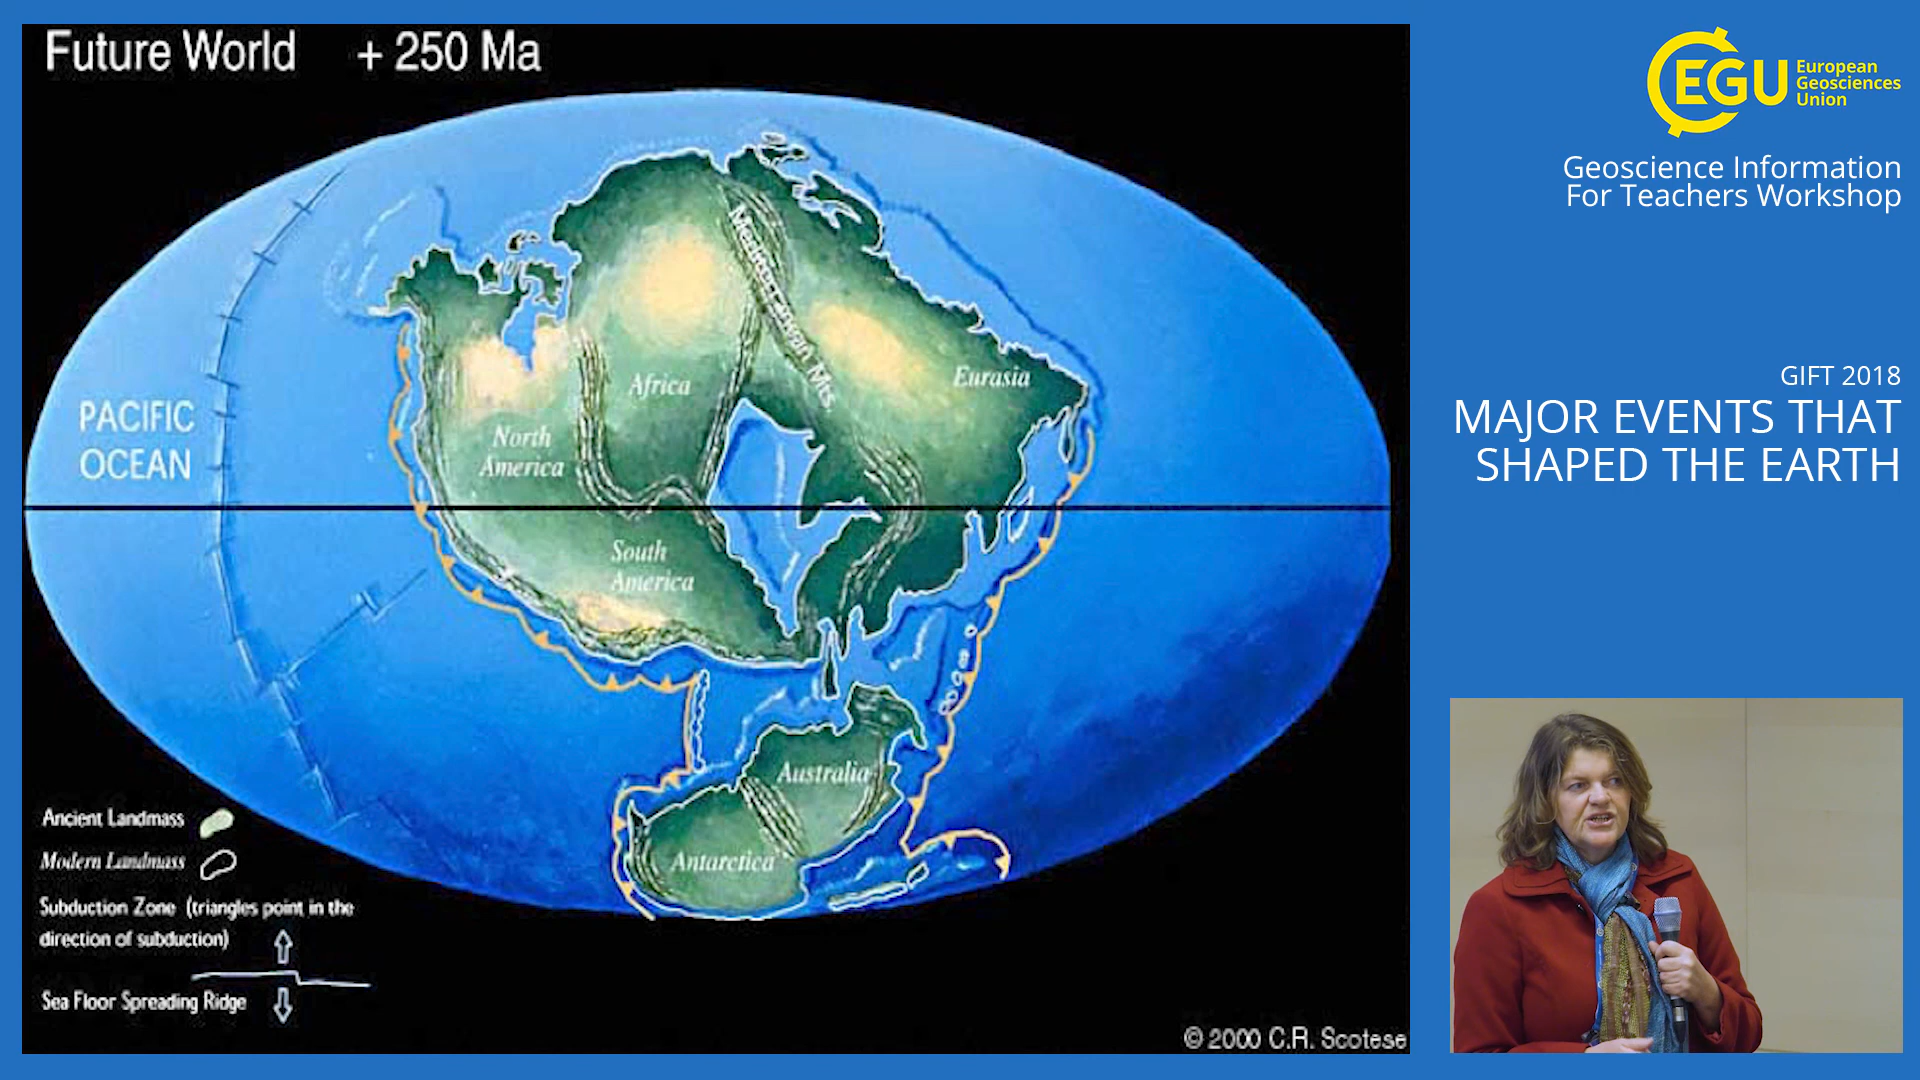 Future World + 250 Ma
PACIFIC
OCEAN
Mediterranean Mts.
Africa
Eurasia
North
America
South
America
Australia
Antarctica
Ancient Landmass
Modern Landmass
Subduction Zone (triangles point in the
direction of subduction)
Sea Floor Spreading Ridge
© 2000 C.R. Scotese
EGU
European
Geosciences
Union
Geoscience Information
For Teachers Workshop
GIFT 2018
MAJOR EVENTS THAT
SHAPED THE EARTH